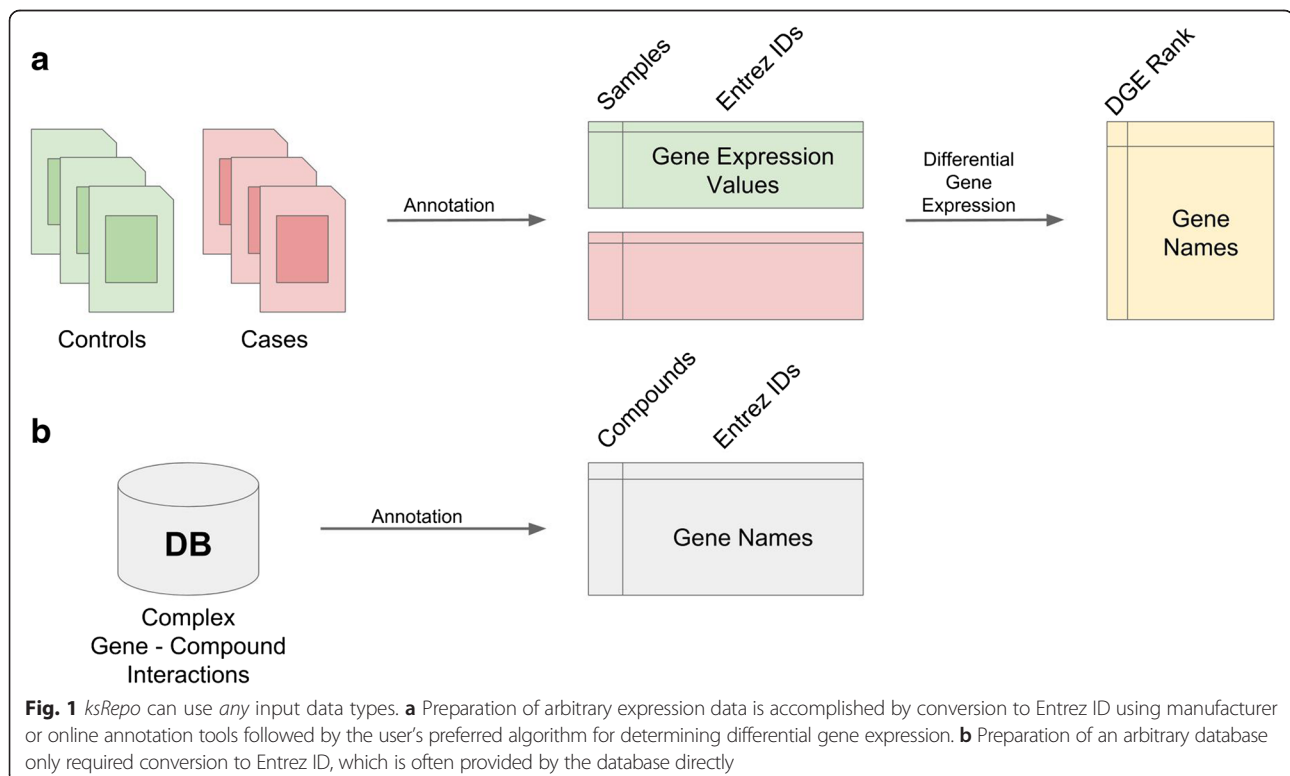 a
Samples
Entrez IDs
DGE Rank
Gene Expression
Values
Differential
Gene
Expression
Annotation
Gene
Names
Controls
Cases
b
Compounds
Entrez IDs
DB
Annotation
Gene Names
Complex
Gene - Compound
Interactions
Fig. 1 ksRepo can use any input data types. a Preparation of arbitrary expression data is accomplished by conversion to Entrez ID using manufacturer
or online annotation tools followed by the user's preferred algorithm for determining differential gene expression. b Preparation of an arbitrary database
only required conversion to Entrez ID, which is often provided by the database directly